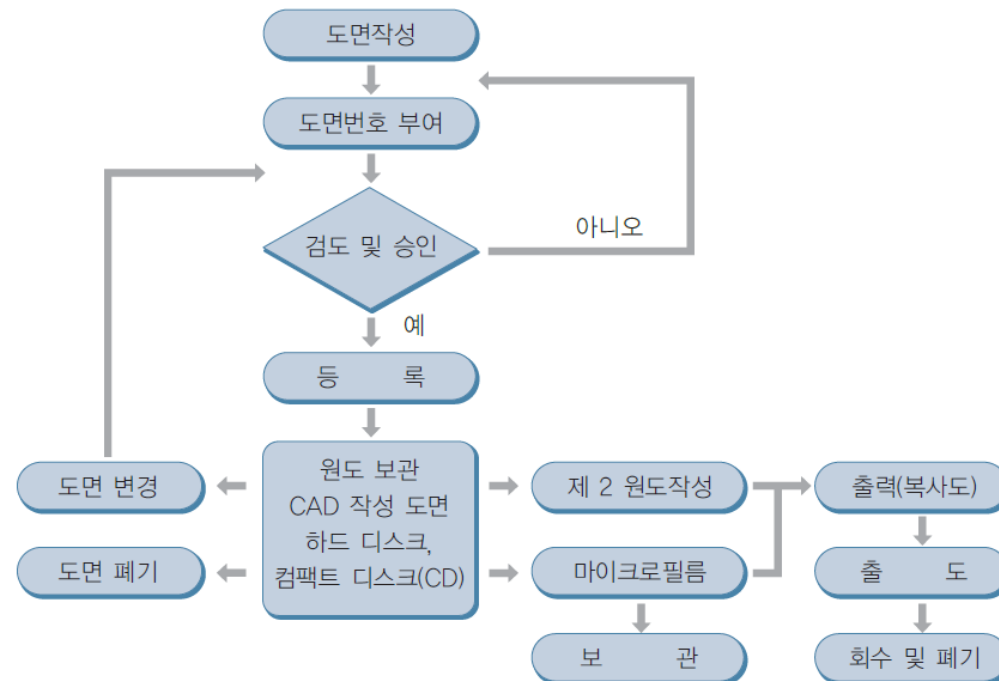 도면작성
도면번호 부여
검도 및 승인
아니오
예
등 록
원도 보관
CAD 작성 도면
하드 디스크,
컴팩트 디스크(CD)
도면 변경
도면 폐기
제 2 원도작성
마이크로필름
보 관
출력(복사도)
출 도
회수 및 폐기